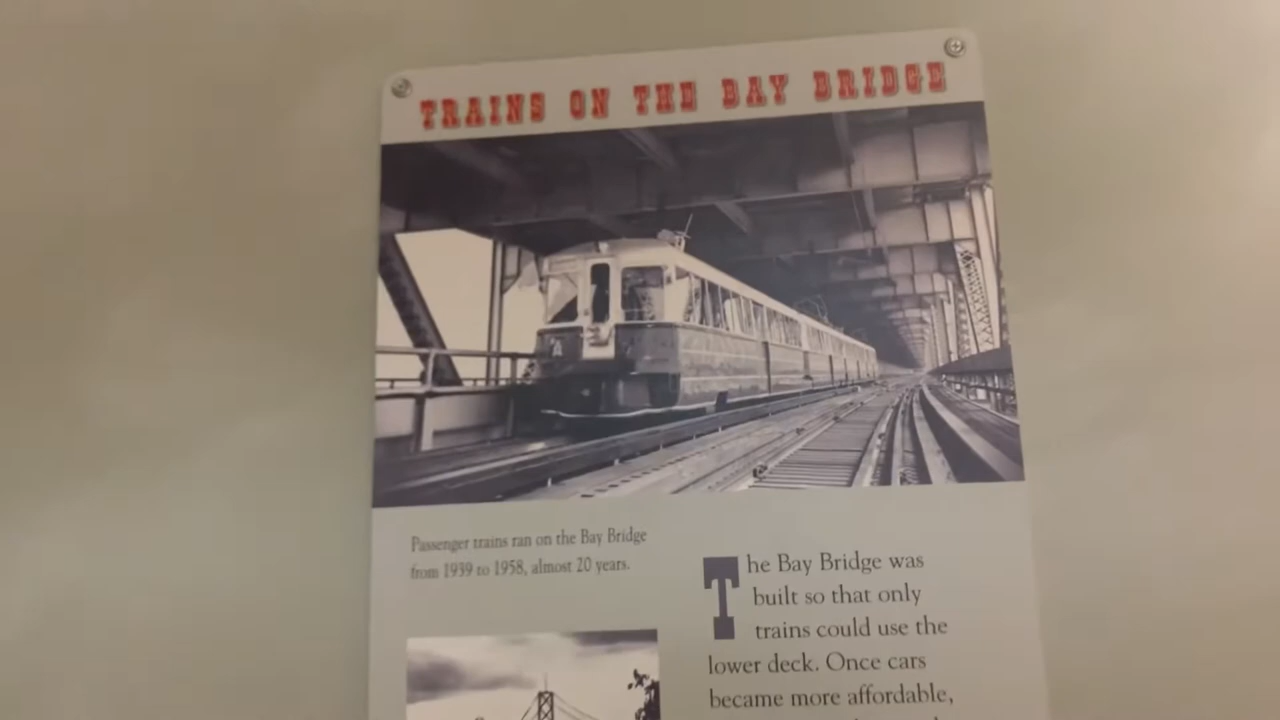 TRAINS ON THE BAY BRIDGE
A
Passenger trains ran on the Bay Bridge
from 1939 to 1958, almost 20 years.
The Bay Bridge was
built so that only
trains could use the
lower deck. Once cars
became more affordable,